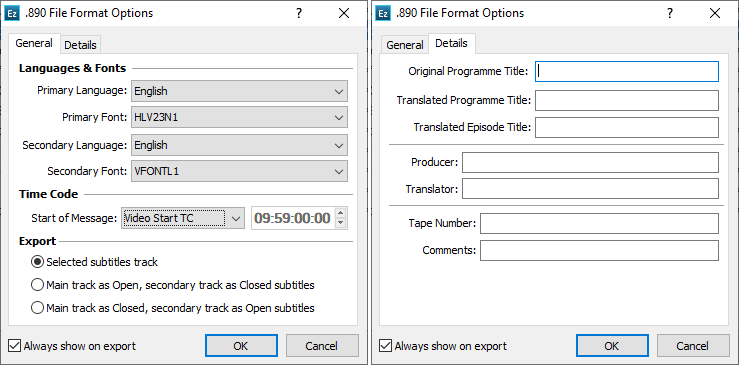 Ez .890 File Format Options ? ×
General Details
Languages & Fonts
Primary Language: English
Primary Font: HLV23N1
Secondary Language: English
Secondary Font: VFONTL1
Time Code
Start of Message: Video Start TC 09:59:00:00
Export
Selected subtitles track
Main track as Open, secondary track as Closed subtitles
Main track as Closed, secondary track as Open subtitles
Always show on export OK Cancel
Ez .890 File Format Options ? ×
General Details
Original Programme Title:
Translated Programme Title:
Translated Episode Title:
Producer:
Translator:
Tape Number:
Comments:
Always show on export OK Cancel